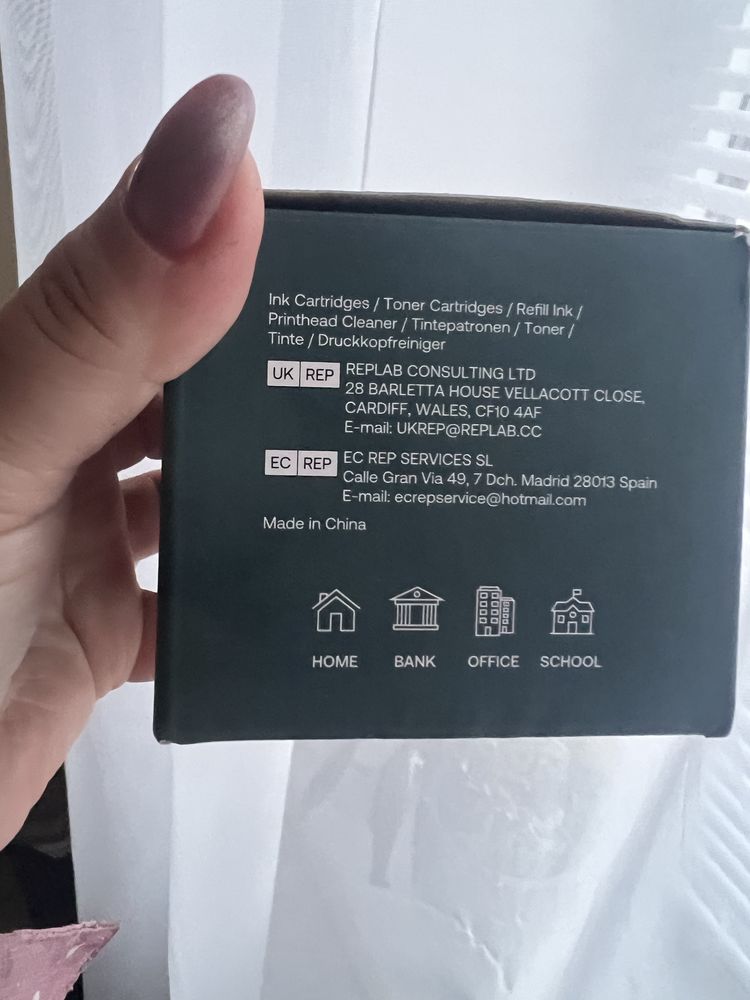 Ink Cartridges / Toner Cartridges / Refill Ink /
Printhead Cleaner / Tintepatronen / Toner /
Tinte / Druckkopfreiniger
UK REP REPLAB CONSULTING LTD
28 BARLETTA HOUSE VELLACOTT CLOSE,
CARDIFF, WALES, CF10 4AF
E-mail: UKREP@REPLAB.CC
EC REP EC REP SERVICES SL
Calle Gran Via 49, 7 Dch. Madrid 28013 Spain
E-mail: ecrepservice@hotmail.com
Made in China
HOME BANK OFFICE SCHOOL